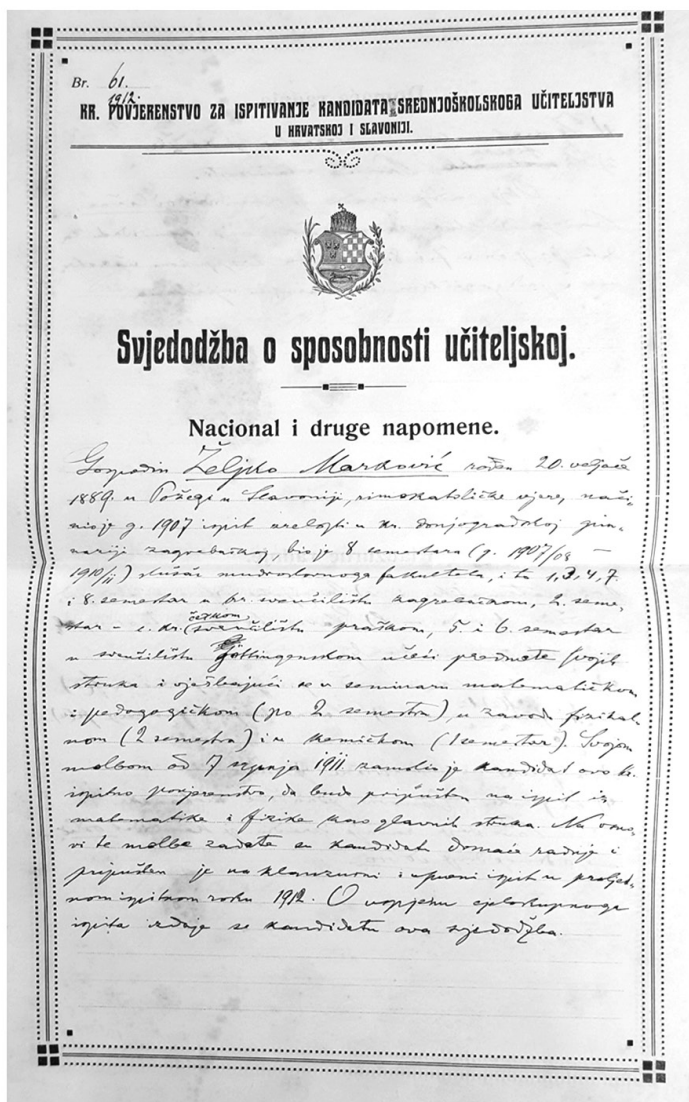 Br. 61.
1912.
KR. POVJERENSTVO ZA ISPITIVANJE KANDIDATA SREDNJOŠKOLSKOGA UČITELJSTVA
U HRVATSKOJ I SLAVONIJI.
Svjedodžba o sposobnosti učiteljskoj.
Nacional i druge napomene.
Gospodin Željko Marković rođen 20. veljače
1889. u Požegi u Slavoniji, rimokatoličke vjere, nači-
nio je g. 1907 ispit zrelosti u kr. donjogradskoj gim-
naziji zagrebačkoj, bio je 8 semestara (g. 1907/08 –
1910/11.) slušač mudroslovnoga fakulteta, i to 1, 3, 4, 7
i 8. semestar u kr. sveučilištu zagrebačkom, 2. seme-
star – c. kr. češkom sveučilištu praškom, 5. i 6. semestar
u sveučilištu göttingenskom učeći predmete svojih
struka i vježbajući se u seminaru matematičkom
i pedagogičkom (po 2 semestra), u zavodu fizikal-
nom (2 semestra) i u kemičkom (1 semestar). Svojom
molbom od 7 srpnja 1911. zamolio je kandidat ovo kr.
ispitno povjerenstvo, da bude pripušten na ispit iz
matematike i fizike kao glavnih struka. Na osno-
vi te molbe zadate su kandidatu domaće radnje i
pripušten je na klauzurni i usmeni ispit u proljet-
nom ispitnom roku 1912. O uspjehu cjelokupnoga
ispita izdaje se kandidatu ova svjedodžba.